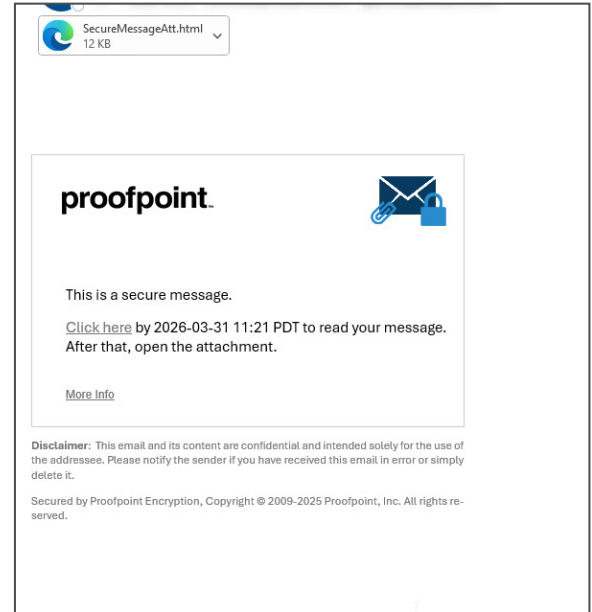 SecureMessageAtt.html
12 KB
proofpoint™
This is a secure message.
Click here by 2026-03-31 11:21 PDT to read your message.
After that, open the attachment.
More Info
Disclaimer: This email and its content are confidential and intended solely for the use of
the addressee. Please notify the sender if you have received this email in error or simply
delete it.
Secured by Proofpoint Encryption, Copyright © 2009-2025 Proofpoint, Inc. All rights re-
served.